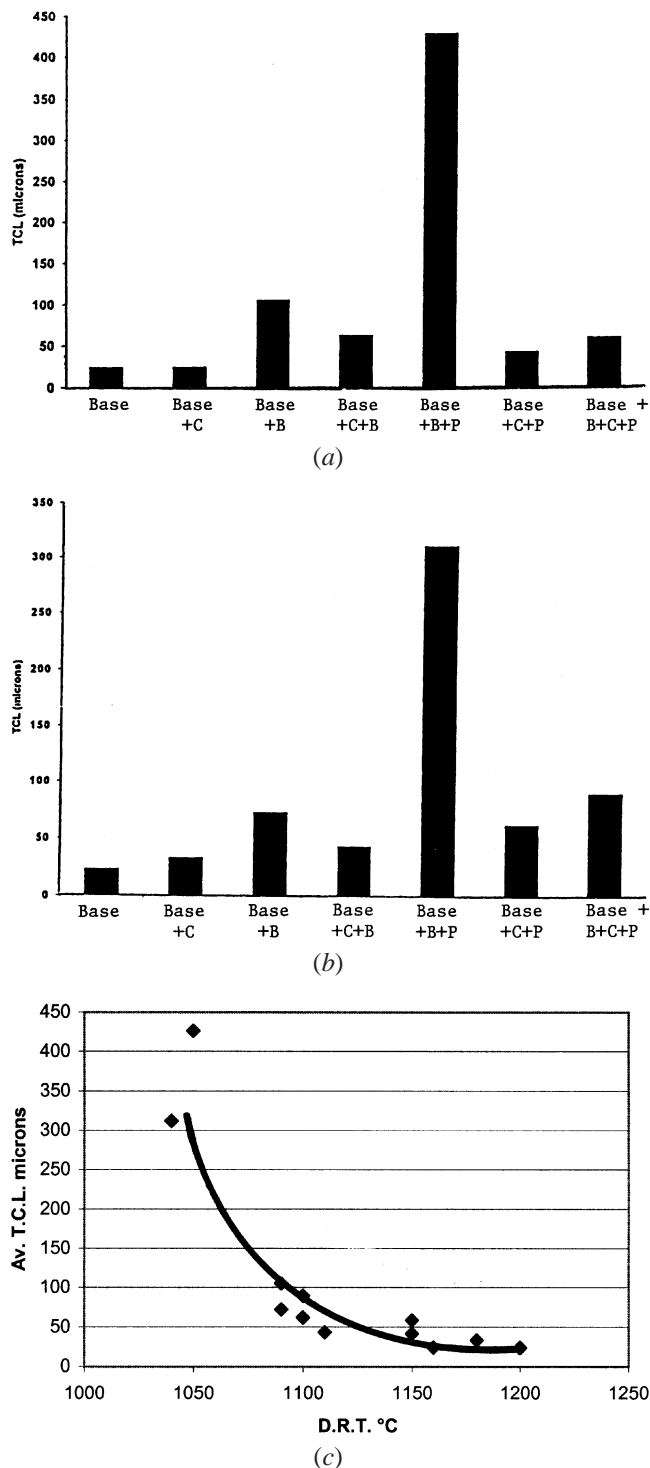 450
400
350
300
250
200
150
100
50
0
TCL (microns)
Base Base Base Base Base Base Base +
+C +B +C+B +B+P +C+P B+C+P
(a)
350
300
250
200
150
100
50
0
TCL (microns)
Base Base Base Base Base Base Base +
+C +B +C+B +B+P +C+P B+C+P
(b)
450
400
350
300
250
200
150
100
50
0
Av. T.C.L. microns
1000 1050 1100 1150 1200 1250
D.R.T. °C
(c)